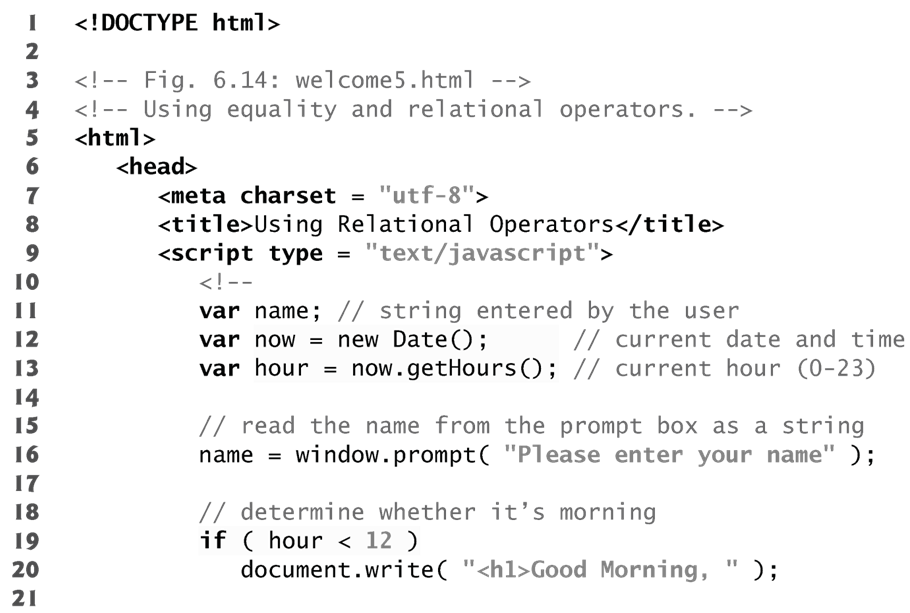 1 <!DOCTYPE html>
2
3 <!-- Fig. 6.14: welcome5.html -->
4 <!-- Using equality and relational operators. -->
5 <html>
6    <head>
7       <meta charset = "utf-8">
8       <title>Using Relational Operators</title>
9       <script type = "text/javascript">
10          <!--
11          var name; // string entered by the user
12          var now = new Date();      // current date and time
13          var hour = now.getHours(); // current hour (0-23)
14
15          // read the name from the prompt box as a string
16          name = window.prompt( "Please enter your name" );
17
18          // determine whether it’s morning
19          if ( hour < 12 )
20             document.write( "<h1>Good Morning, " );
21